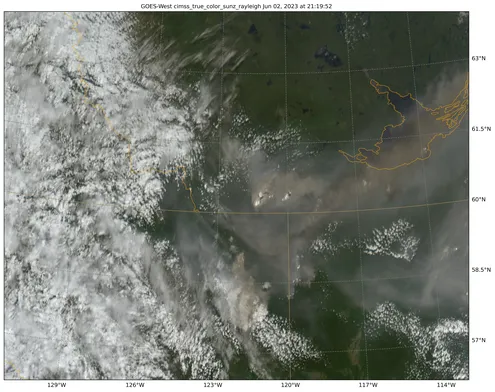 GOES-West cimss_true_color_sunz_rayleigh Jun 02, 2023 at 21:19:52
63°N
61.5°N
60°N
58.5°N
57°N
129°W 126°W 123°W 120°W 117°W 114°W